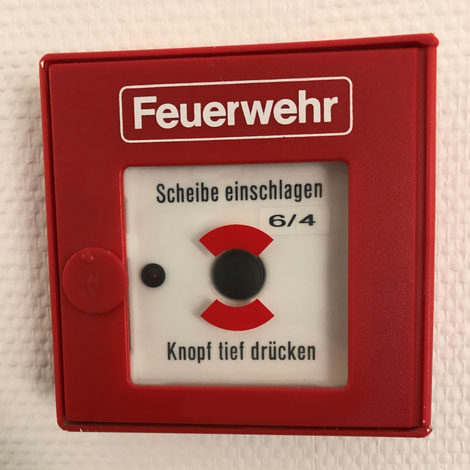 Feuerwehr
Scheibe einschlagen
6/4
Knopf tief drücken